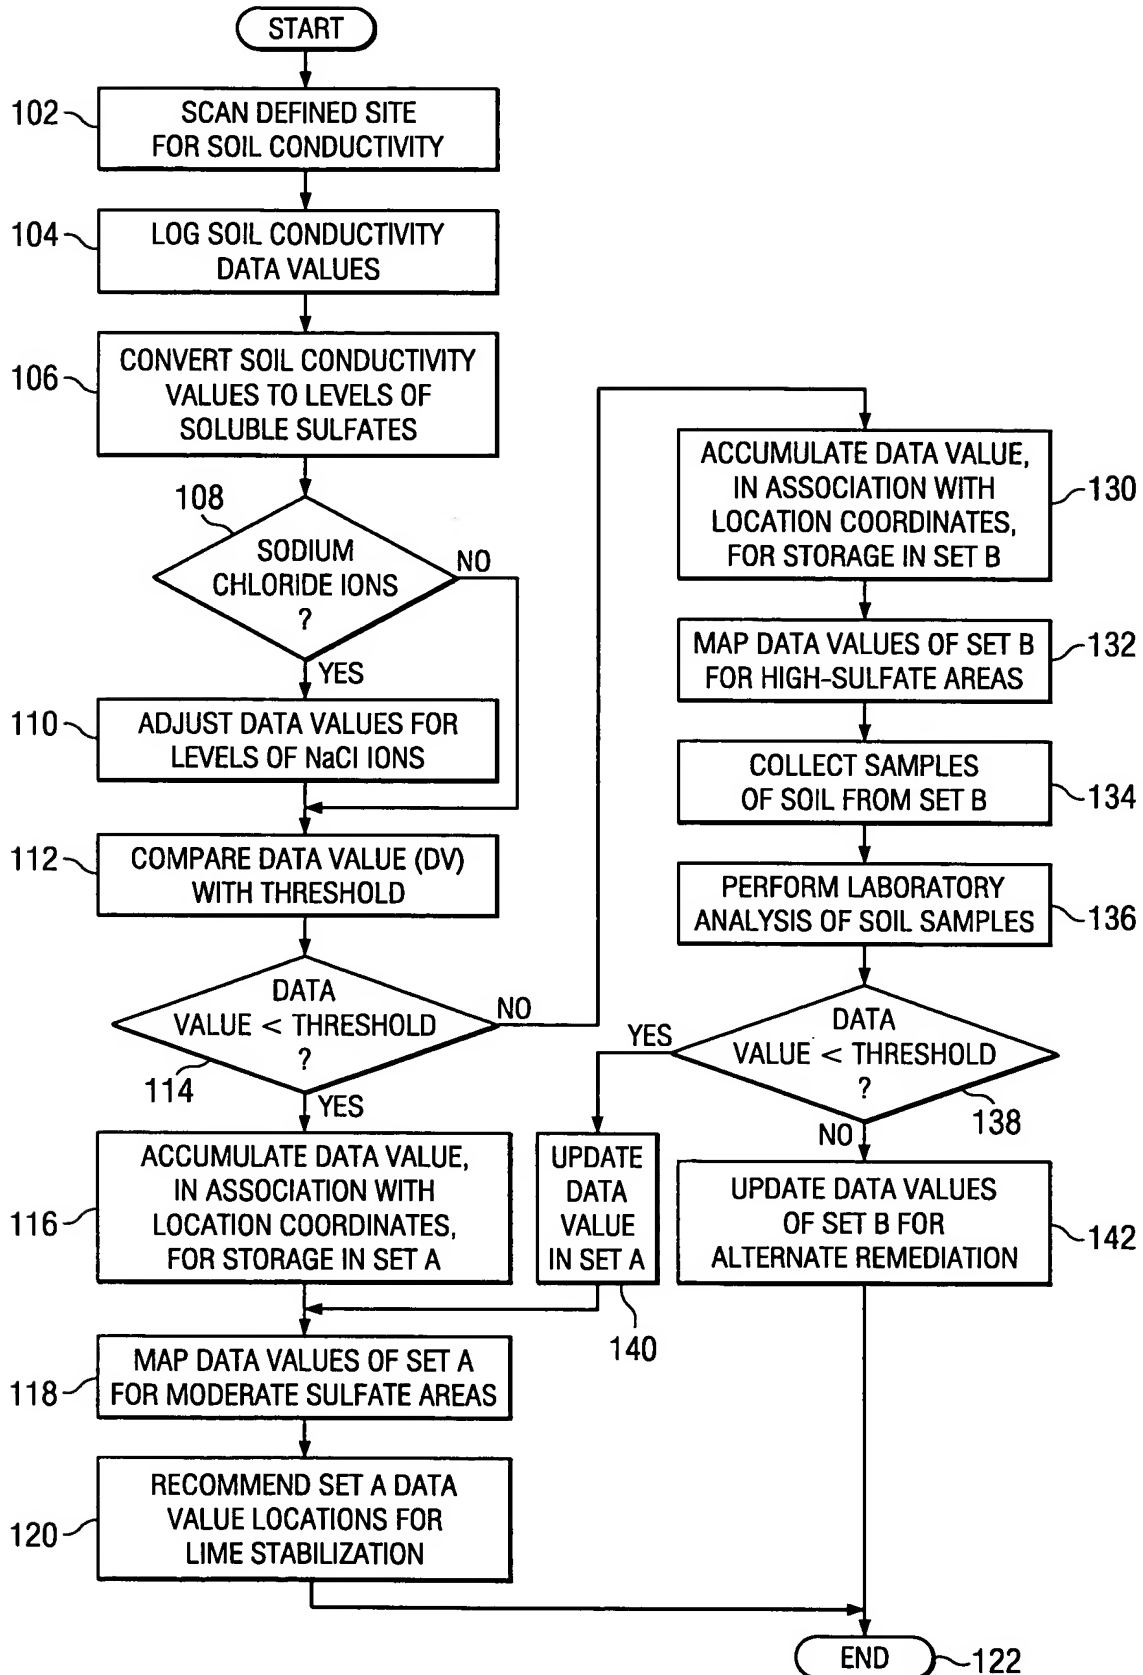 START
102
SCAN DEFINED SITE
FOR SOIL CONDUCTIVITY
104
LOG SOIL CONDUCTIVITY
DATA VALUES
106
CONVERT SOIL CONDUCTIVITY
VALUES TO LEVELS OF
SOLUBLE SULFATES
108
SODIUM
CHLORIDE IONS
?
NO
YES
110
ADJUST DATA VALUES FOR
LEVELS OF NaCl IONS
112
COMPARE DATA VALUE (DV)
WITH THRESHOLD
DATA
VALUE < THRESHOLD
?
NO
114
YES
116
ACCUMULATE DATA VALUE,
IN ASSOCIATION WITH
LOCATION COORDINATES,
FOR STORAGE IN SET A
118
MAP DATA VALUES OF SET A
FOR MODERATE SULFATE AREAS
120
RECOMMEND SET A DATA
VALUE LOCATIONS FOR
LIME STABILIZATION
ACCUMULATE DATA VALUE,
IN ASSOCIATION WITH
LOCATION COORDINATES,
FOR STORAGE IN SET B
130
MAP DATA VALUES OF SET B
FOR HIGH-SULFATE AREAS
132
COLLECT SAMPLES
OF SOIL FROM SET B
134
PERFORM LABORATORY
ANALYSIS OF SOIL SAMPLES
136
YES
DATA
VALUE < THRESHOLD
?
138
NO
UPDATE
DATA
VALUE
IN SET A
140
UPDATE DATA VALUES
OF SET B FOR
ALTERNATE REMEDIATION
142
END
122